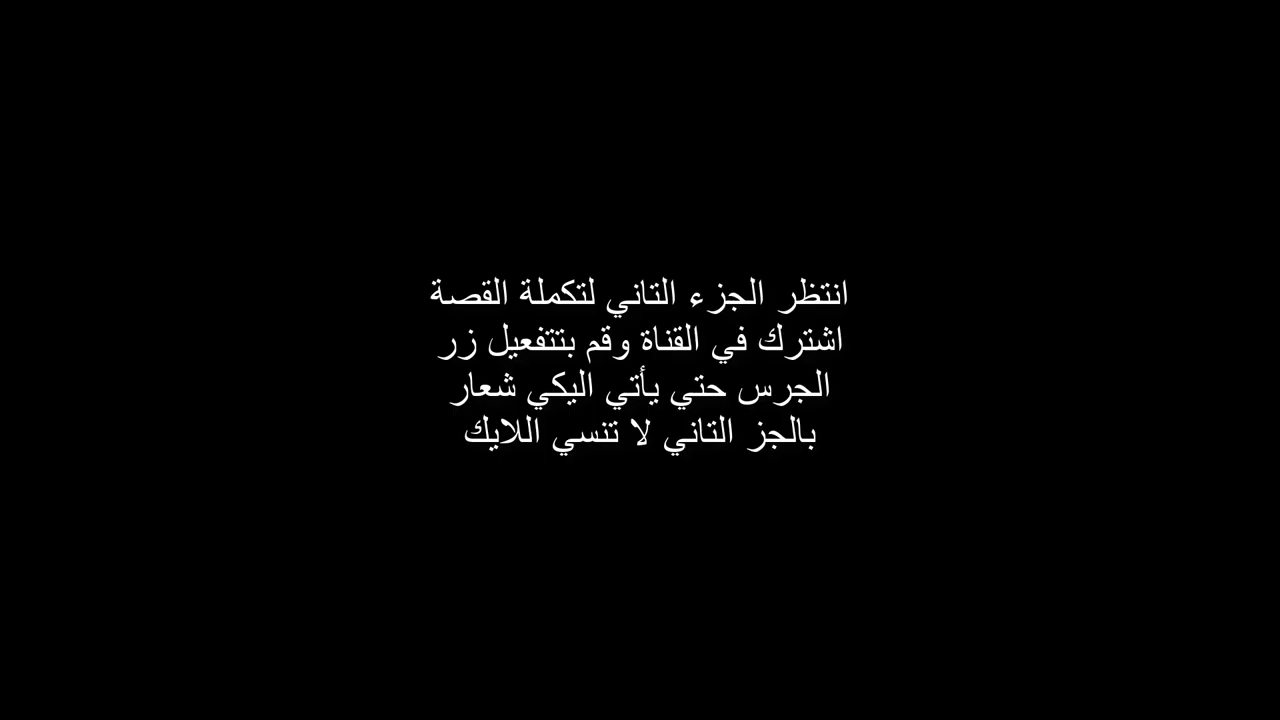 انتظر الجزء التاني لتكملة القصة
اشترك في القناة وقم بتتفعيل زر
الجرس حتي يأتي اليكي شعار
بالجز التاني لا تنسي اللايك